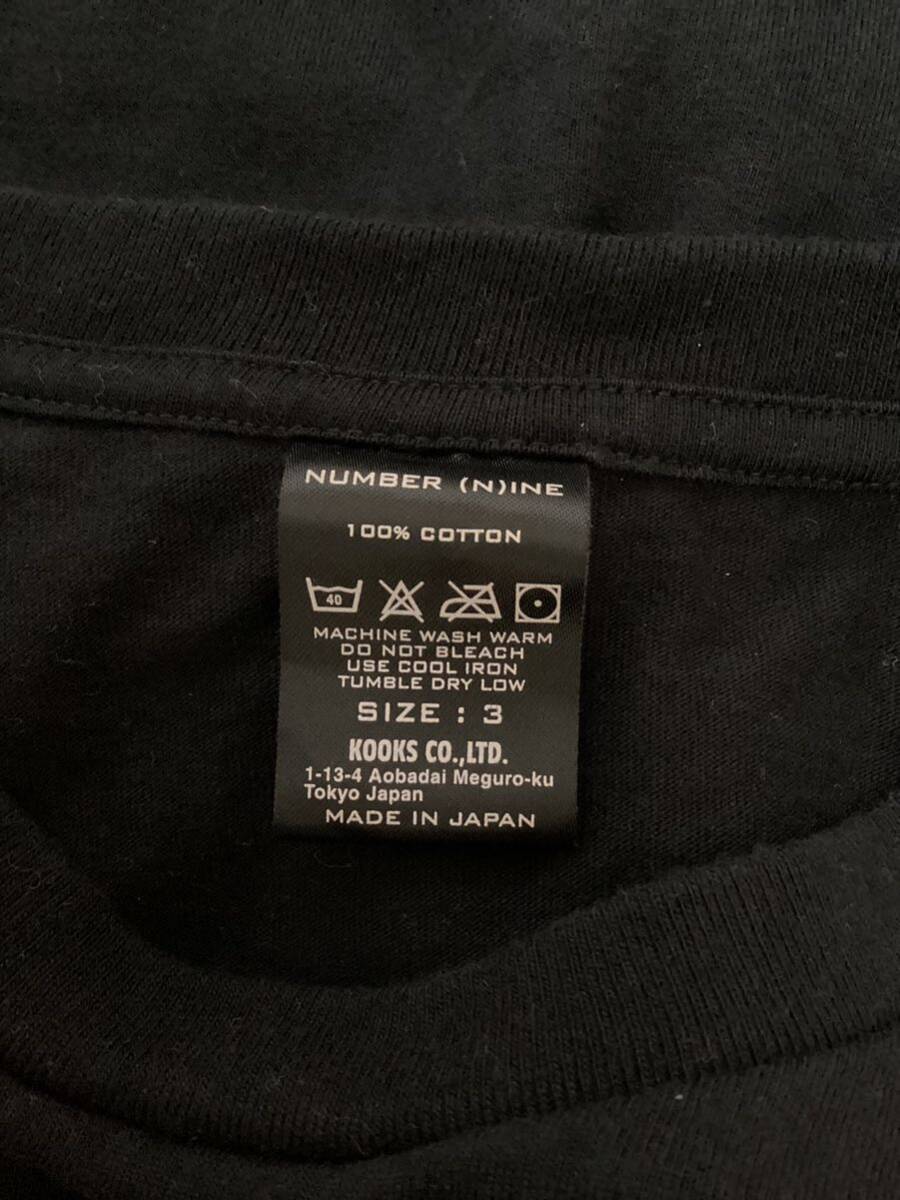 NUMBER (N)INE
100% COTTON
40
MACHINE WASH WARM
DO NOT BLEACH
USE COOL IRON
TUMBLE DRY LOW
SIZE : 3
KOOKS CO.,LTD.
1-13-4 Aobadai Meguro-ku
Tokyo Japan
MADE IN JAPAN